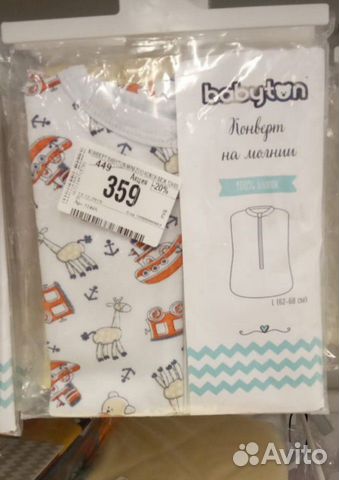 babyton
Конверт
на молнии
100% хлопок
449
Акция -20%
359
L (62-68 см)
Avito